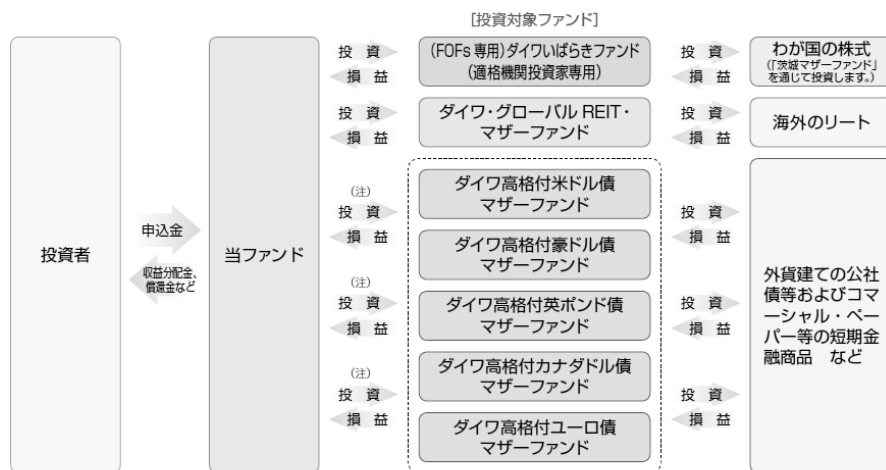 [投資対象ファンド]
投資者
申込金
収益分配金、
償還金など
当ファンド
投資
損益
(FOFs専用)ダイワいばらきファンド
(適格機関投資家専用)
投資
損益
わが国の株式
(「茨城マザーファンド」
を通じて投資します。)
投資
損益
ダイワ・グローバルREIT・
マザーファンド
投資
損益
海外のリート
(注)
投資
損益
ダイワ高格付米ドル債
マザーファンド
ダイワ高格付豪ドル債
マザーファンド
投資
損益
(注)
投資
損益
ダイワ高格付英ポンド債
マザーファンド
投資
損益
(注)
投資
損益
ダイワ高格付カナダドル債
マザーファンド
ダイワ高格付ユーロ債
マザーファンド
投資
損益
外貨建ての公社
債等およびコマ
ーシャル・ペー
パー等の短期金
融商品 など